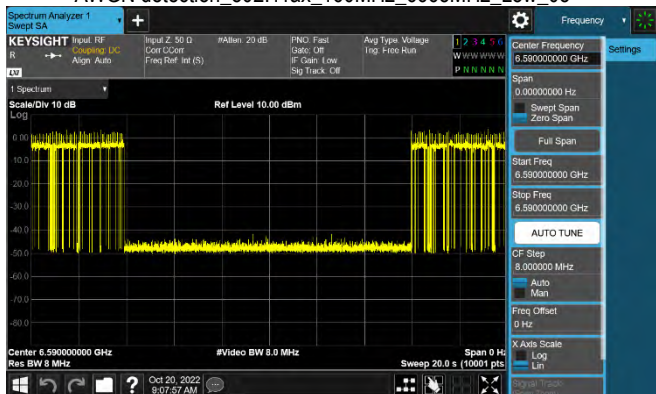 Spectrum Analyzer 1
Swept SA
Frequency
KEYSIGHT
Input: RF
Coupling: DC
Align: Auto
Input Z: 50 Ω
Corr CCorr
Freq Ref: Int (S)
#Atten: 20 dB
PNO: Fast
Gate: Off
IF Gain: Low
Sig Track: Off
Avg Type: Voltage
Trig: Free Run
1 2 3 4 5 6
W W W W W W
P N N N N N
R
LXI
Center Frequency
6.590000000 GHz
Settings
Span
0.00000000 Hz
Swept Span
Zero Span
Full Span
Start Freq
6.590000000 GHz
Stop Freq
6.590000000 GHz
AUTO TUNE
CF Step
8.000000 MHz
Auto
Man
Freq Offset
0 Hz
X Axis Scale
Log
Lin
Signal Track
1 Spectrum
Scale/Div 10 dB
Ref Level 10.00 dBm
Log
0.00
-10.0
-20.0
-30.0
-40.0
-50.0
-60.0
-70.0
-80.0
Center 6.590000000 GHz
#Video BW 8.0 MHz
Span 0 Hz
Res BW 8 MHz
Sweep 20.0 s (10001 pts
Oct 20, 2022
9:07:57 AM